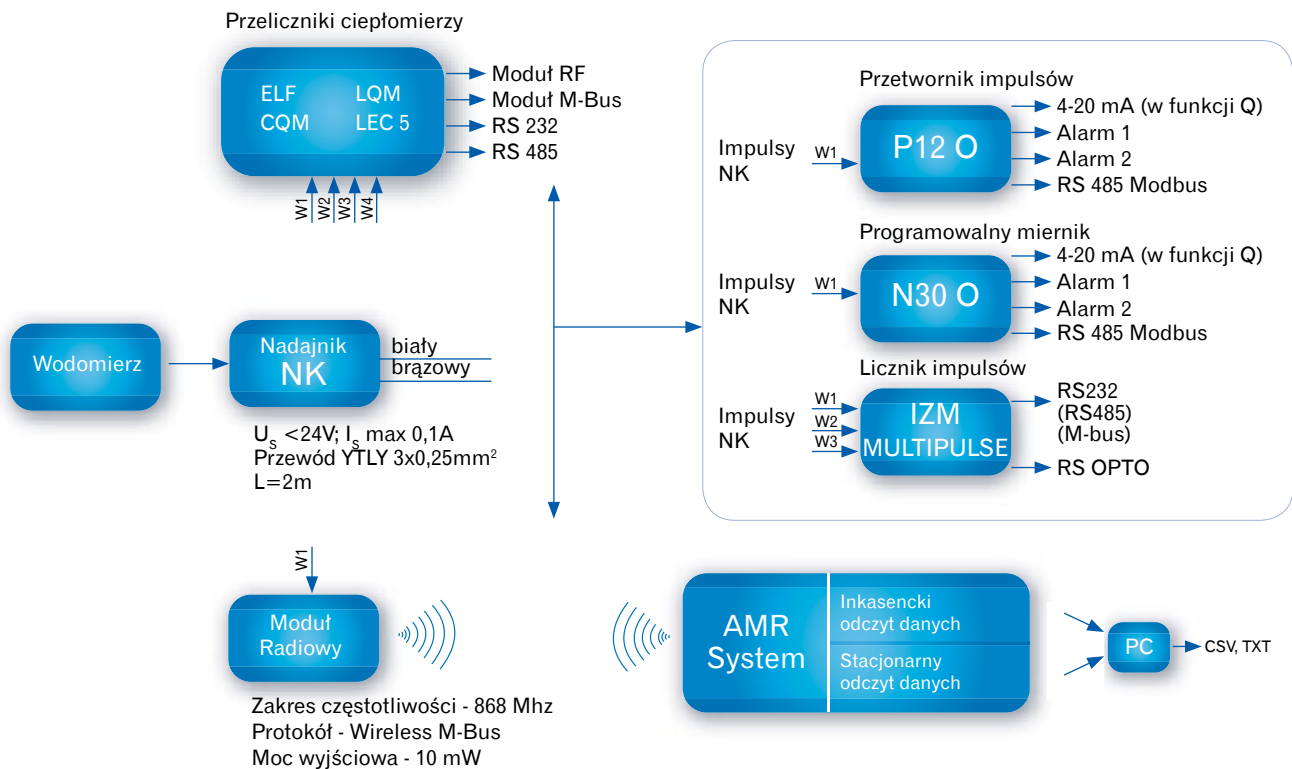 Przeliczniki ciepłomierzy
ELF LQM
CQM LEC 5
Moduł RF
Moduł M-Bus
RS 232
RS 485
W1
W2
W3
W4
Wodomierz
Nadajnik
NK
biały
brązowy
U_s <24V; I_s max 0,1A
Przewód YTLY 3x0,25mm²
L=2m
Przetwornik impulsów
Impulsy
NK
W1
P12 O
4-20 mA (w funkcji Q)
Alarm 1
Alarm 2
RS 485 Modbus
Programowalny miernik
Impulsy
NK
W1
N30 O
4-20 mA (w funkcji Q)
Alarm 1
Alarm 2
RS 485 Modbus
Licznik impulsów
Impulsy
NK
W1
W2
W3
IZM
MULTIPULSE
RS232
(RS485)
(M-bus)
RS OPTO
W1
Moduł
Radiowy
Zakres częstotliwości - 868 Mhz
Protokół - Wireless M-Bus
Moc wyjściowa - 10 mW
AMR
System
Inkasencki
odczyt danych
Stacjonarny
odczyt danych
PC
CSV, TXT